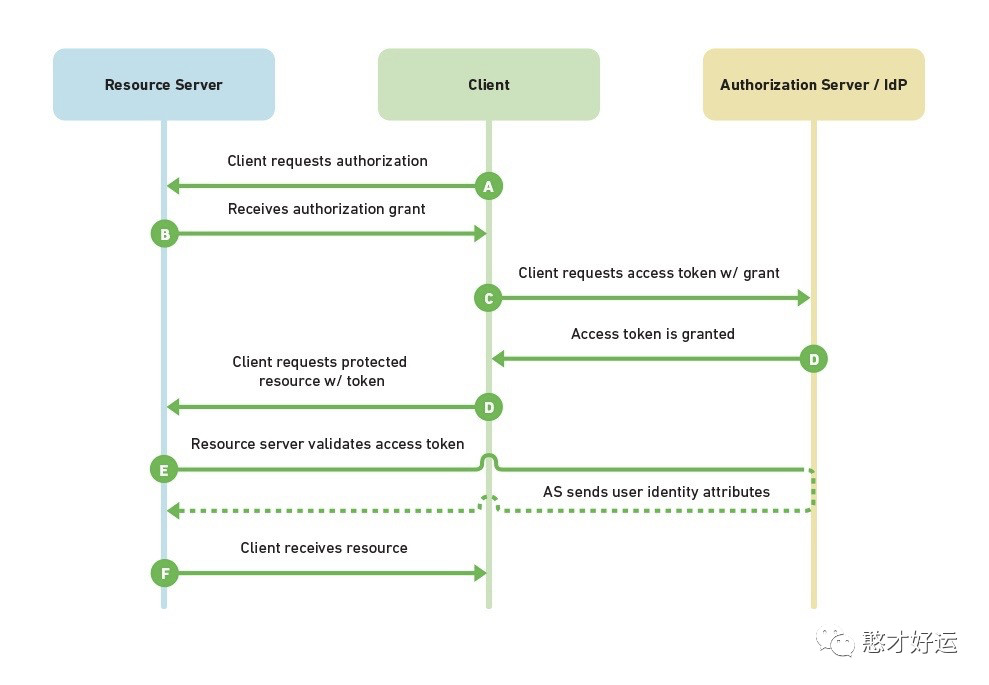 Resource Server
Client
Authorization Server / IdP
Client requests authorization
A
Receives authorization grant
B
Client requests access token w/ grant
C
Access token is granted
D
Client requests protected
resource w/ token
D
Resource server validates access token
E
AS sends user identity attributes
Client receives resource
F
憨才好运